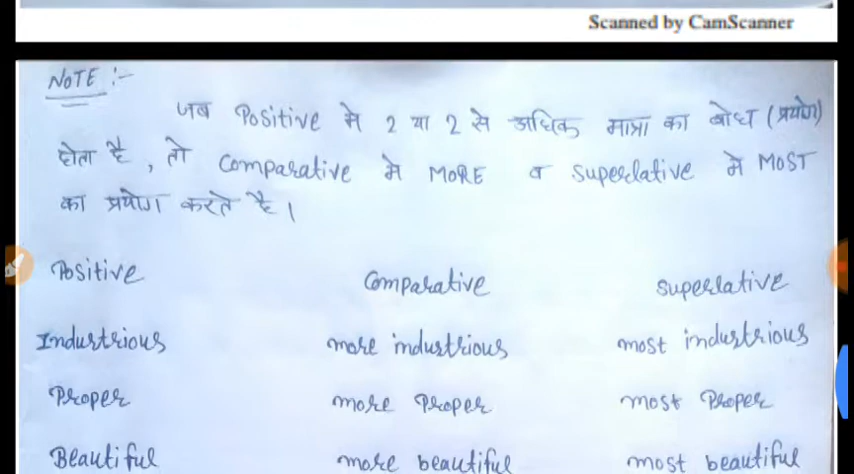 Scanned by CamScanner
NOTE :-
जब Positive मे 2 या 2 से अधिक मात्रा का बोध (प्रयोग)
होता है, तो Comparative मे MORE व Superlative मे MOST
का प्रयोग करते है।
Positive Comparative Superlative
Industrious more industrious most industrious
Proper more Proper most Proper
Beautiful more beautiful most beautiful